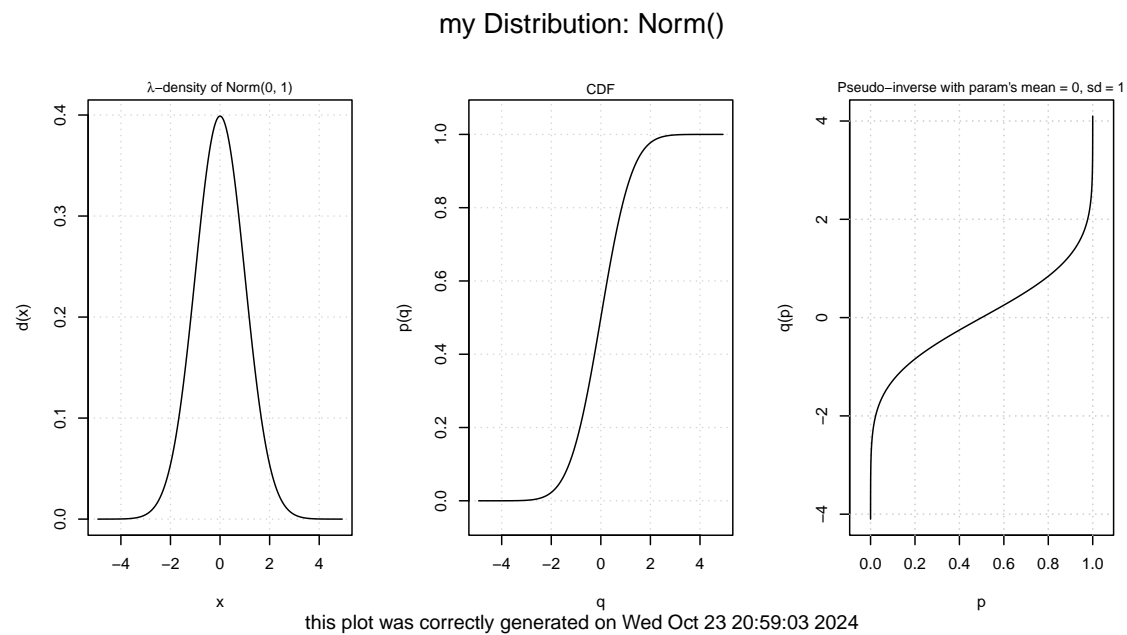 my Distribution: Norm()
λ−density of Norm(0, 1)
d(x)
0.0 0.1 0.2 0.3 0.4
−4 −2 0 2 4
x
CDF
p(q)
0.0 0.2 0.4 0.6 0.8 1.0
−4 −2 0 2 4
q
Pseudo−inverse with param's mean = 0, sd = 1
q(p)
−4 −2 0 2 4
0.0 0.2 0.4 0.6 0.8 1.0
p
this plot was correctly generated on Wed Oct 23 20:59:03 2024